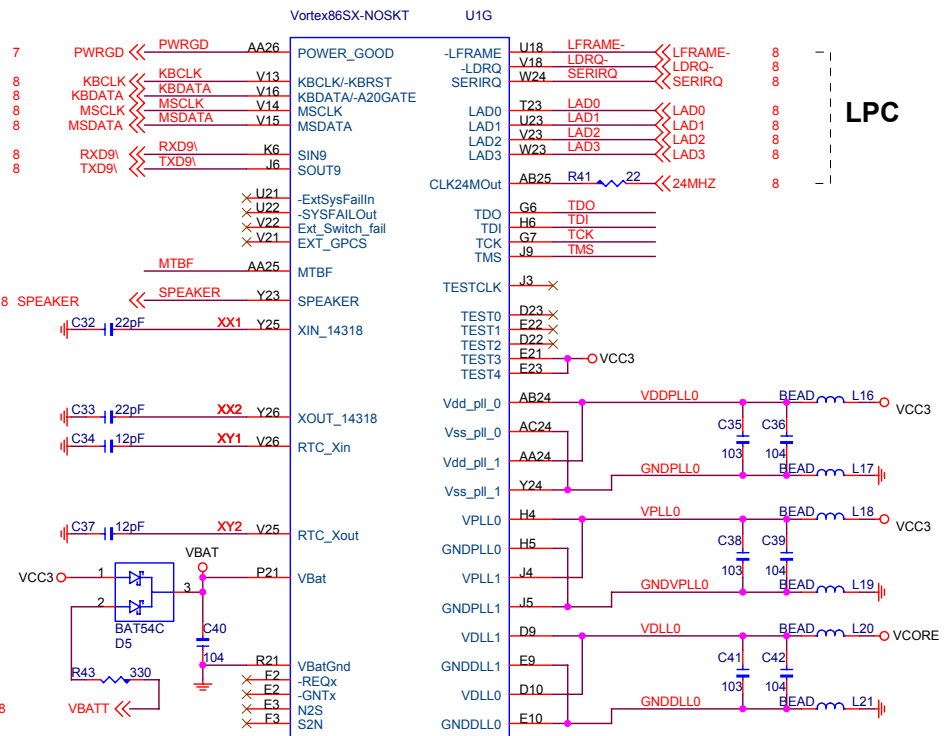 Vortex86SX-NOSKT U1G
7 PWRGD PWRGD AA26 POWER_GOOD
8 KBCLK KBCLK V13 KBCLK/-KBRST
8 KBDATA KBDATA V16 KBDATA/-A20GATE
8 MSCLK MSCLK V14 MSCLK
8 MSDATA MSDATA V15 MSDATA
8 RXD9\ RXD9\ K6 SIN9
8 TXD9\ TXD9\ J6 SOUT9
U21 -ExtSysFailIn
U22 -SYSFAILOut
V22 Ext_Switch_fail
V21 EXT_GPCS
MTBF AA25 MTBF
8 SPEAKER SPEAKER Y23 SPEAKER
C32 22pF XX1 Y25 XIN_14318
C33 22pF XX2 Y26 XOUT_14318
C34 12pF XY1 V26 RTC_Xin
C37 12pF XY2 V25 RTC_Xout
VBAT
VCC3 1 3 P21 VBat
2
BAT54C
D5
C40
104
R21 VBatGnd
R43 330
F2 -REQx
E2 -GNTx
E3 N2S
F3 S2N
8 VBATT
-LFRAME U18 LFRAME- LFRAME- 8
-LDRQ V18 LDRQ- LDRQ- 8
SERIRQ W24 SERIRQ SERIRQ 8
LAD0 T23 LAD0 LAD0 8
LAD1 U23 LAD1 LAD1 8
LAD2 V23 LAD2 LAD2 8
LAD3 W23 LAD3 LAD3 8
LPC
CLK24MOut AB25 R41 22 24MHZ 8
TDO G6 TDO
TDI H6 TDI
TCK G7 TCK
TMS J9 TMS
TESTCLK J3
TEST0 D23
TEST1 E22
TEST2 D22
TEST3 E21 VCC3
TEST4 E23
Vdd_pll_0 AB24 VDDPLL0 BEAD L16 VCC3
C35 C36
Vss_pll_0 AC24
103 104
Vdd_pll_1 AA24
GNDPLL0 BEAD L17
Vss_pll_1 Y24
VPLL0 H4 VPLL0 BEAD L18 VCC3
C38 C39
GNDPLL0 H5
103 104
VPLL1 J4
GNDVPLL0 BEAD L19
GNDPLL1 J5
VDLL1 D9 VDLL0 BEAD L20 VCORE
C41 C42
GNDDLL1 E9
103 104
VDLL0 D10
GNDDLL0 BEAD L21
GNDDLL0 E10